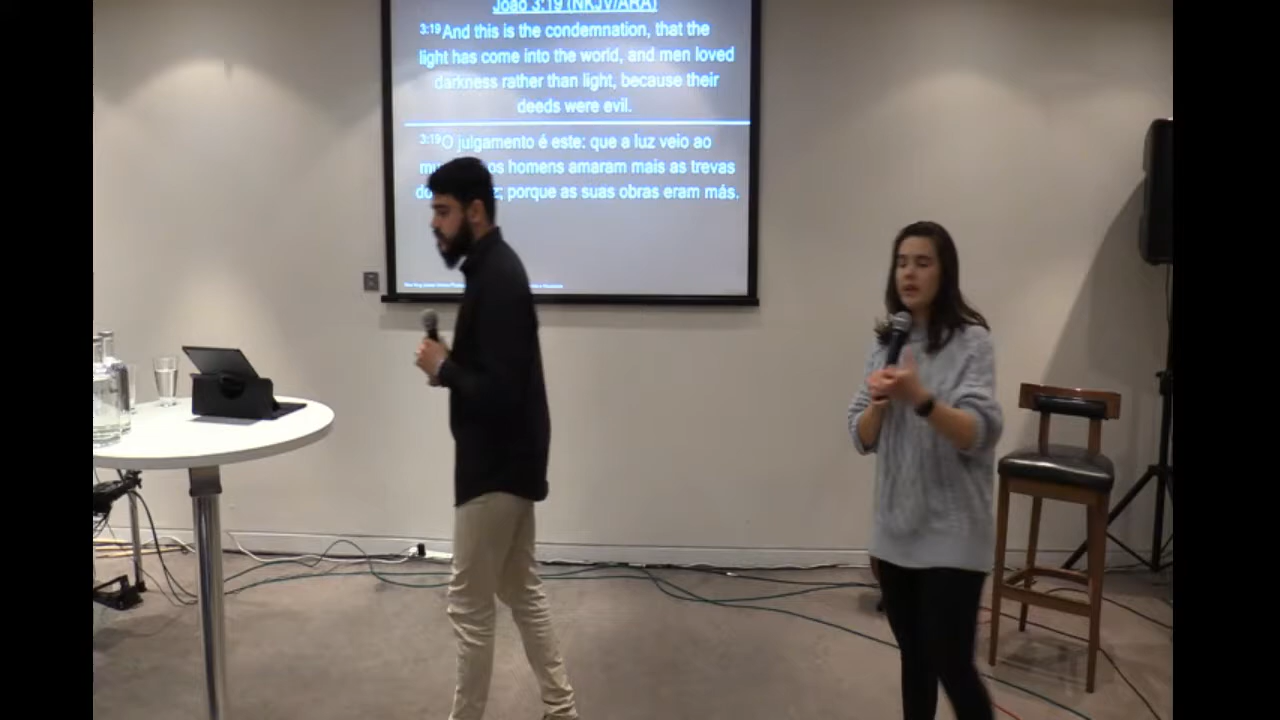 João 3:19 (NKJV/ARA)
3:19 And this is the condemnation, that the
light has come into the world, and men loved
darkness rather than light, because their
deeds were evil.
3:19 O julgamento é este: que a luz veio ao
os homens amaram mais as trevas
porque as suas obras eram más.